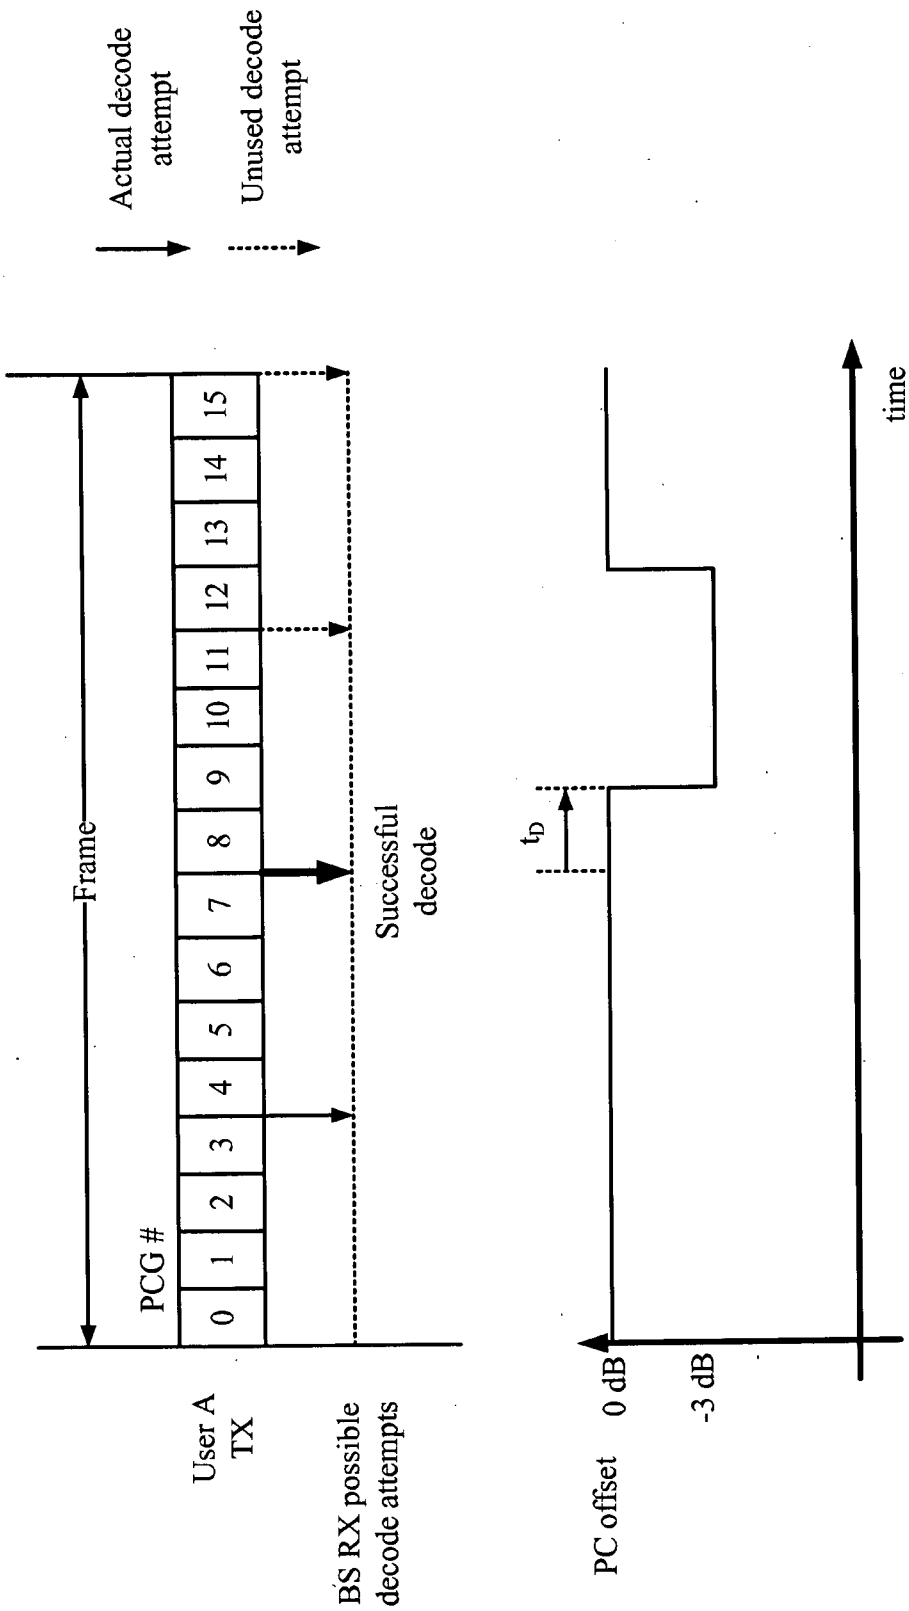 Actual decode
attempt
Unused decode
attempt
Frame
PCG #
User A
TX
0 1 2 3 4 5 6 7 8 9 10 11 12 13 14 15
BS RX possible
decode attempts
Successful
decode
PC offset
0 dB
-3 dB
tD
time